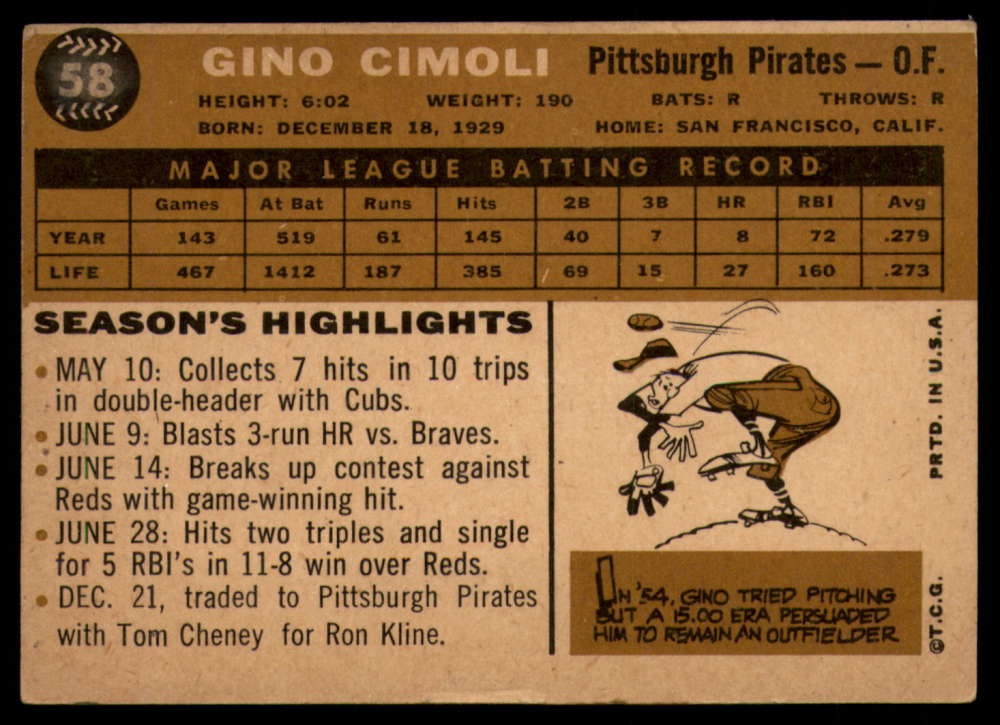 58
GINO CIMOLI Pittsburgh Pirates — O.F.
HEIGHT: 6:02 WEIGHT: 190 BATS: R THROWS: R
BORN: DECEMBER 18, 1929 HOME: SAN FRANCISCO, CALIF.
MAJOR LEAGUE BATTING RECORD
Games At Bat Runs Hits 2B 3B HR RBI Avg
YEAR 143 519 61 145 40 7 8 72 .279
LIFE 467 1412 187 385 69 15 27 160 .273
SEASON'S HIGHLIGHTS
• MAY 10: Collects 7 hits in 10 trips
in double-header with Cubs.
• JUNE 9: Blasts 3-run HR vs. Braves.
• JUNE 14: Breaks up contest against
Reds with game-winning hit.
• JUNE 28: Hits two triples and single
for 5 RBI's in 11-8 win over Reds.
• DEC. 21, traded to Pittsburgh Pirates
with Tom Cheney for Ron Kline.
IN '54, GINO TRIED PITCHING
BUT A 15.00 ERA PERSUADED
HIM TO REMAIN AN OUTFIELDER
©T.C.G. PRTD. IN U.S.A.